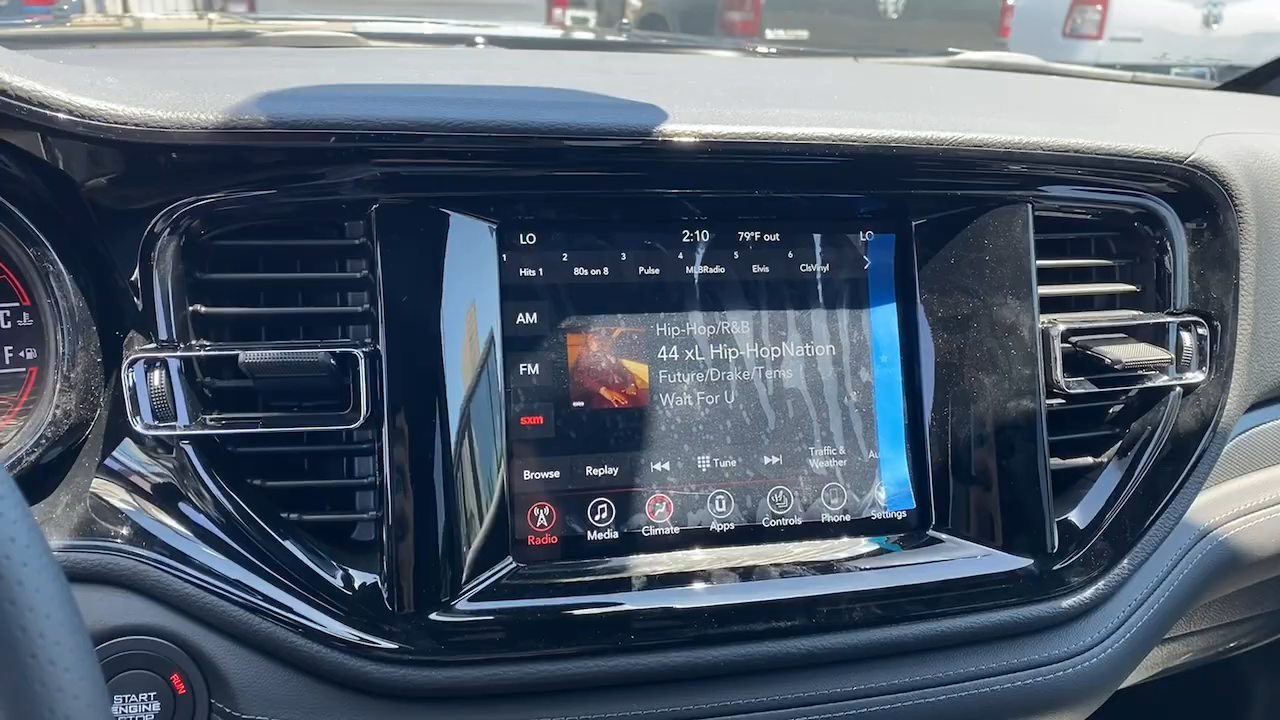 LO
2:10
79°F out
LO
1 2 3 4 5 6
Hits 1
80s on 8
Pulse
MLBRadio
Elvis
ClsVinyl
AM
Hip-Hop/R&B
44 xL Hip-HopNation
FM
Future/Drake/Tems
Wait For U
sxm
Browse
Replay
Tune
Traffic &
Weather
Radio
Media
Climate
Apps
Controls
Phone
Settings
C
F
START
ENGINE
STOP
RUN